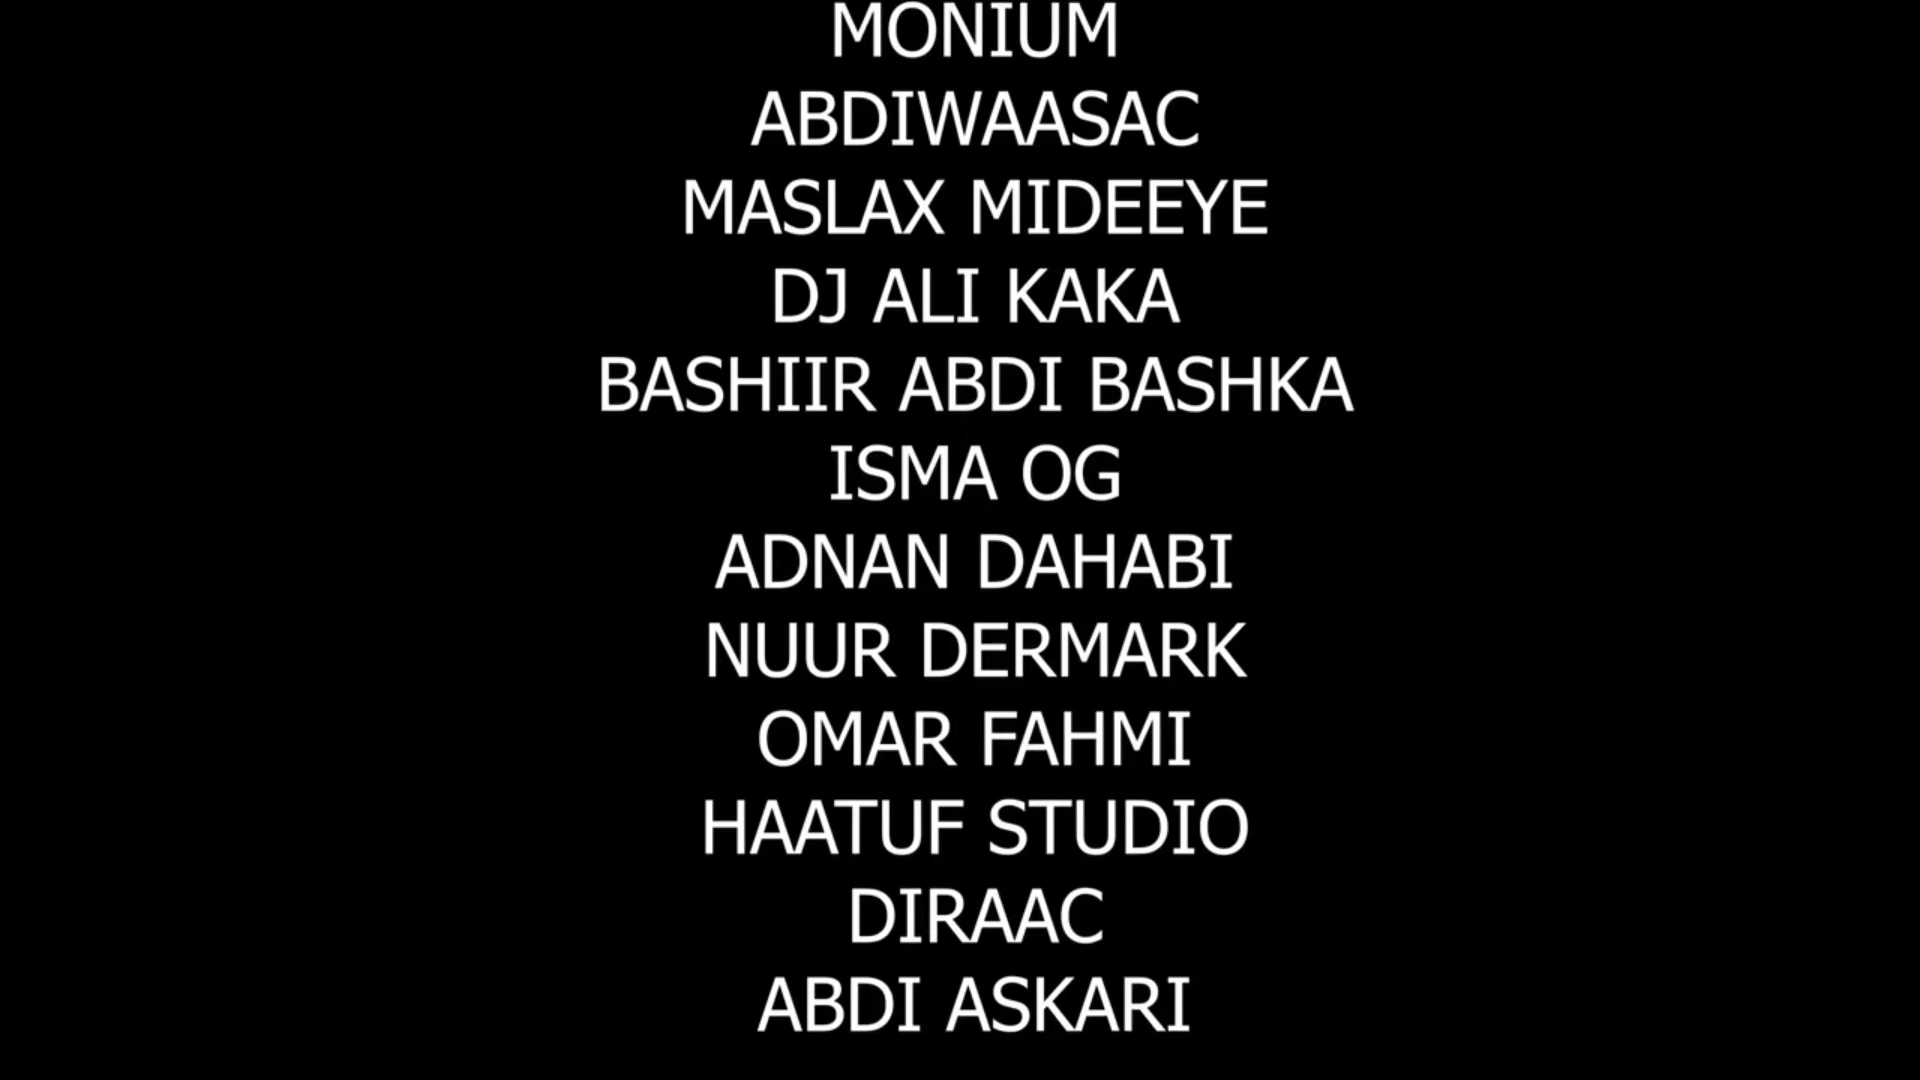 MONIUM
ABDIWAASAC
MASLAX MIDEEYE
DJ ALI KAKA
BASHIIR ABDI BASHKA
ISMA OG
ADNAN DAHABI
NUUR DERMARK
OMAR FAHMI
HAATUF STUDIO
DIRAAC
ABDI ASKARI